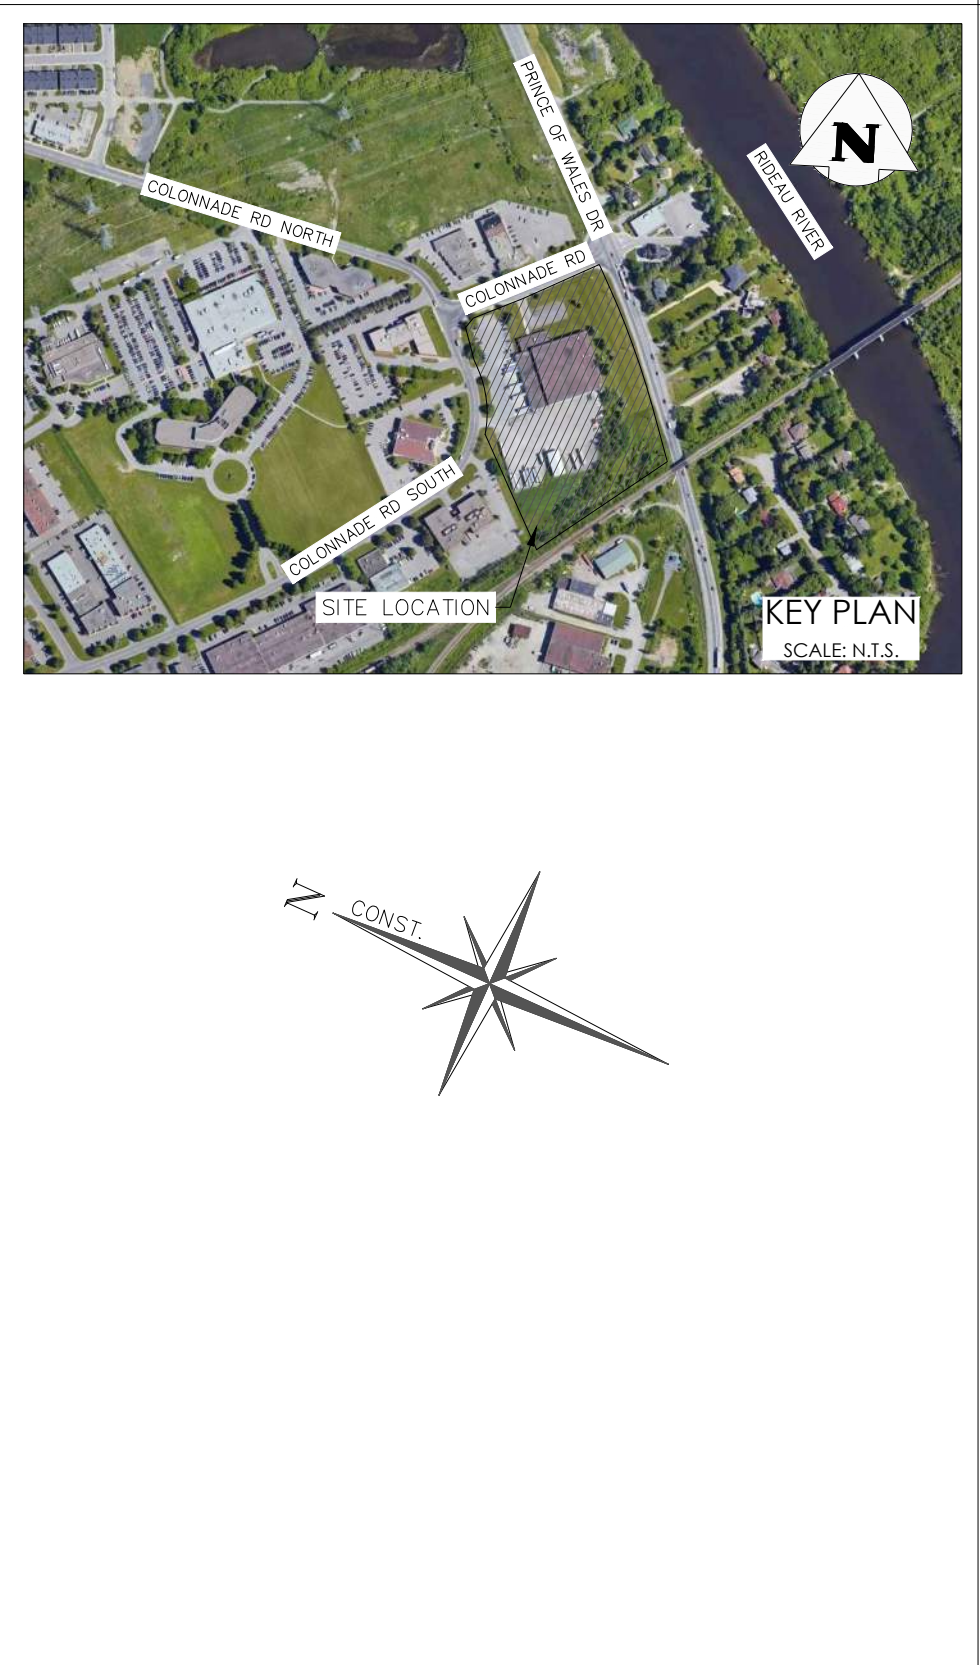 PRINCE OF WALES DR
N
RIDEAU RIVER
COLONNADE RD NORTH
COLONNADE RD
COLONNADE RD SOUTH
SITE LOCATION
KEY PLAN
SCALE: N.T.S.
N
CONST.